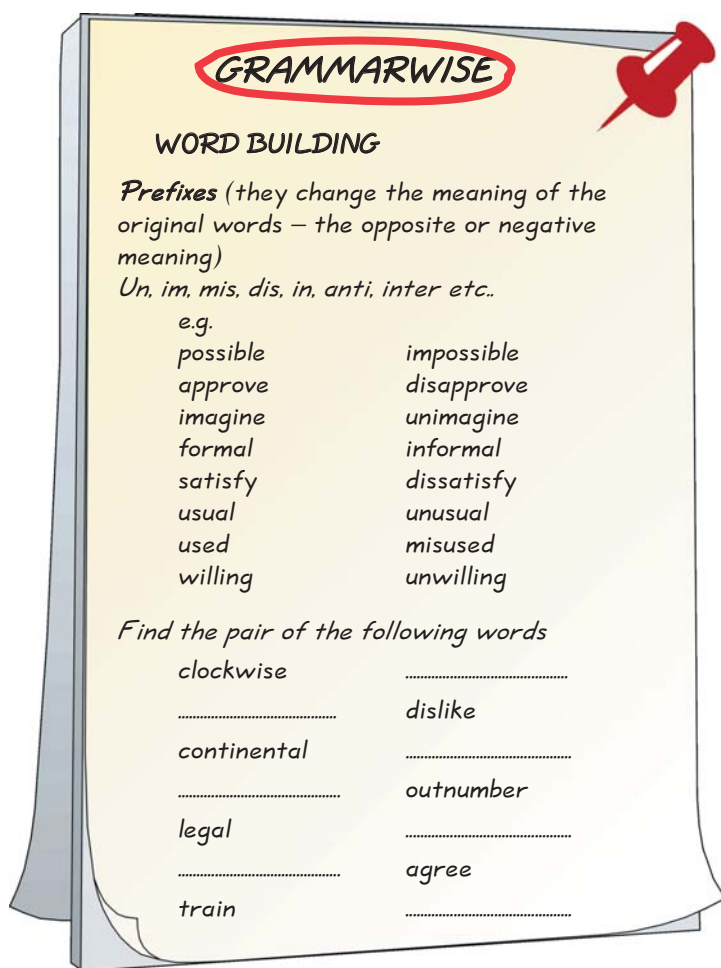 GRAMMARWISE
WORD BUILDING
Prefixes (they change the meaning of the
original words – the opposite or negative
meaning)
Un, im, mis, dis, in, anti, inter etc..
e.g.
possible impossible
approve disapprove
imagine unimagine
formal informal
satisfy dissatisfy
usual unusual
used misused
willing unwilling
Find the pair of the following words
clockwise ............................................
........................................... dislike
continental .............................................
............................................ outnumber
legal .............................................
............................................ agree
train .............................................